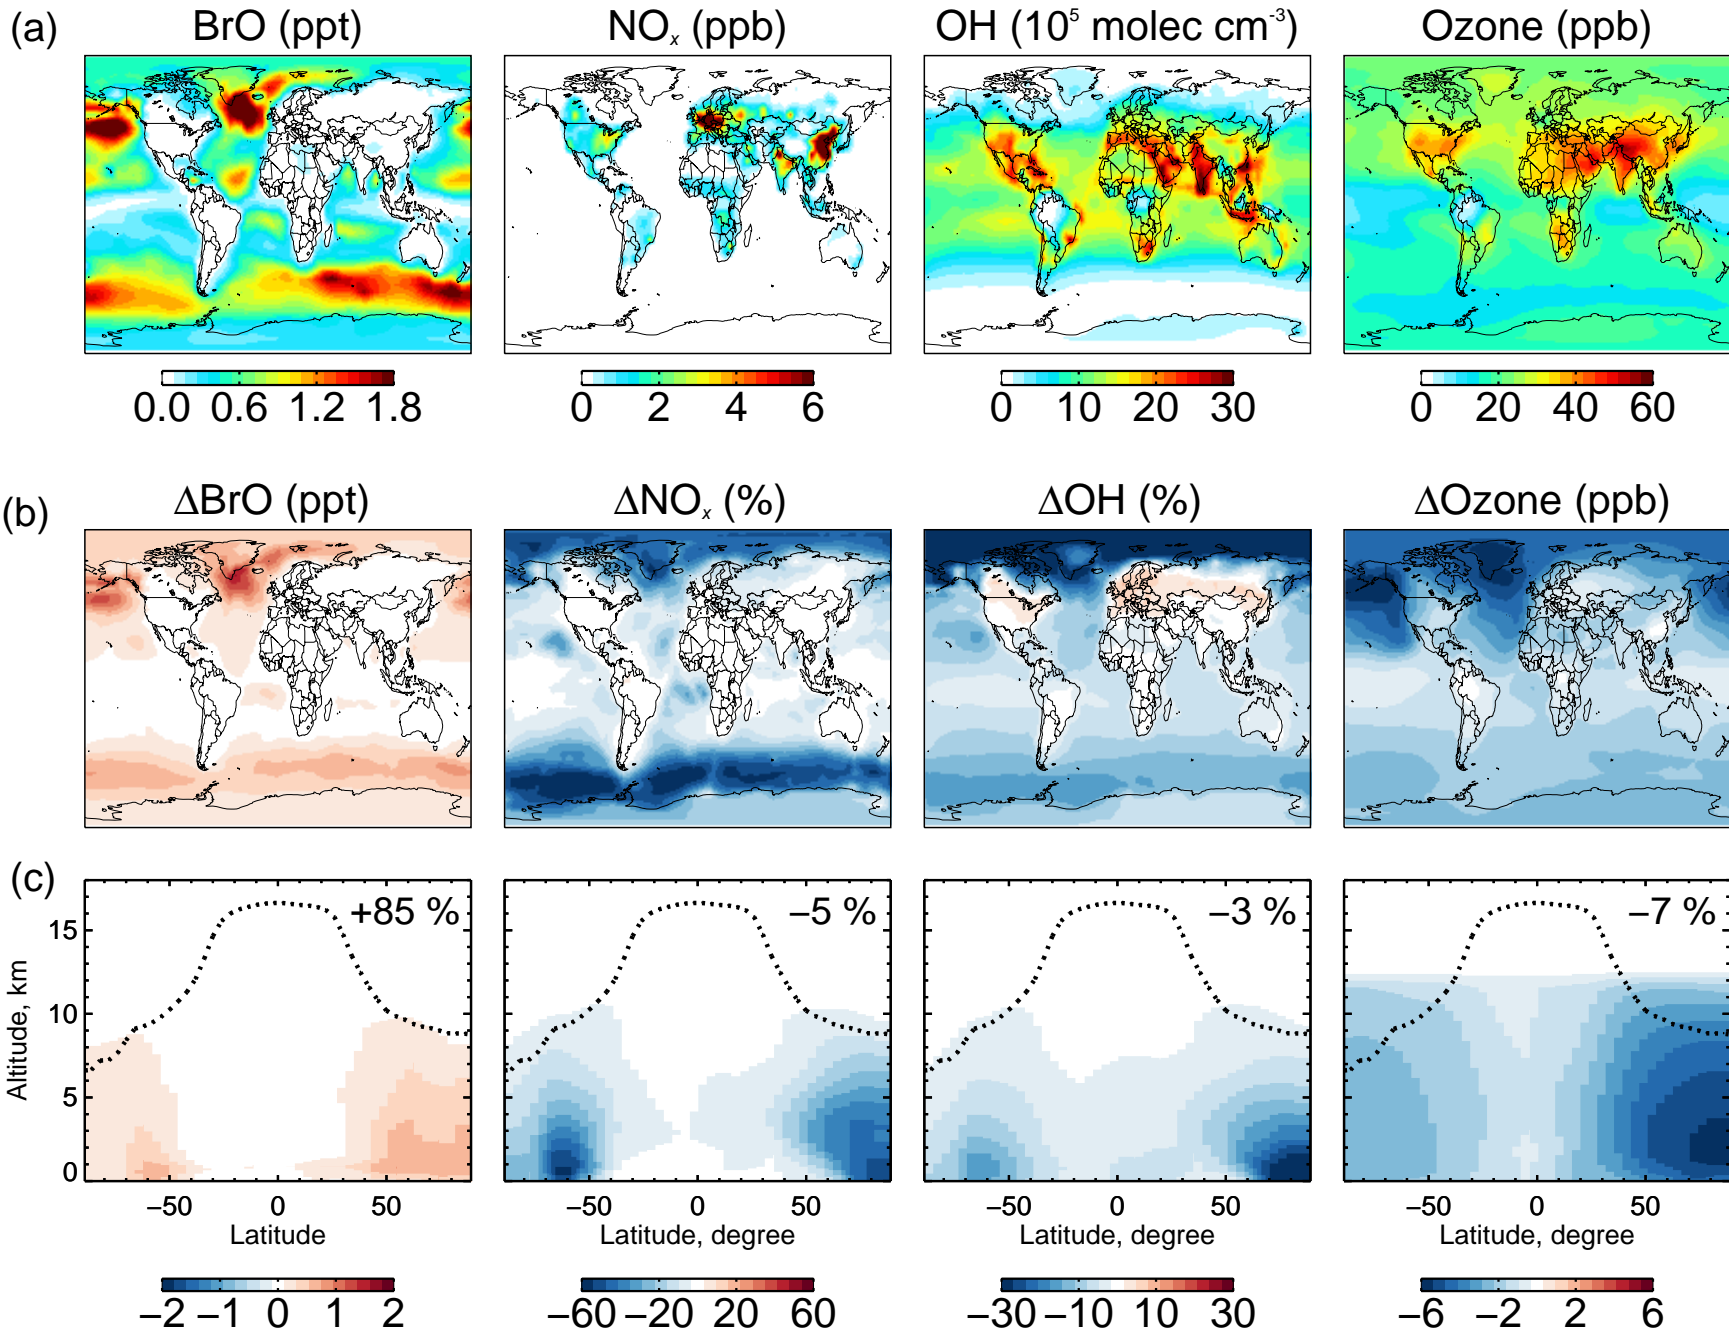 (a) BrO (ppt) NOx (ppb) OH (10⁵ molec cm⁻³) Ozone (ppb)
0.0 0.6 1.2 1.8 0 2 4 6 0 10 20 30 0 20 40 60
(b) ΔBrO (ppt) ΔNOx (%) ΔOH (%) ΔOzone (ppb)
(c) +85 % −5 % −3 % −7 %
15
10
5
0
Altitude, km
−50 0 50 −50 0 50 −50 0 50 −50 0 50
Latitude Latitude, degree Latitude, degree Latitude, degree
−2 −1 0 1 2 −60 −20 20 60 −30 −10 10 30 −6 −2 2 6